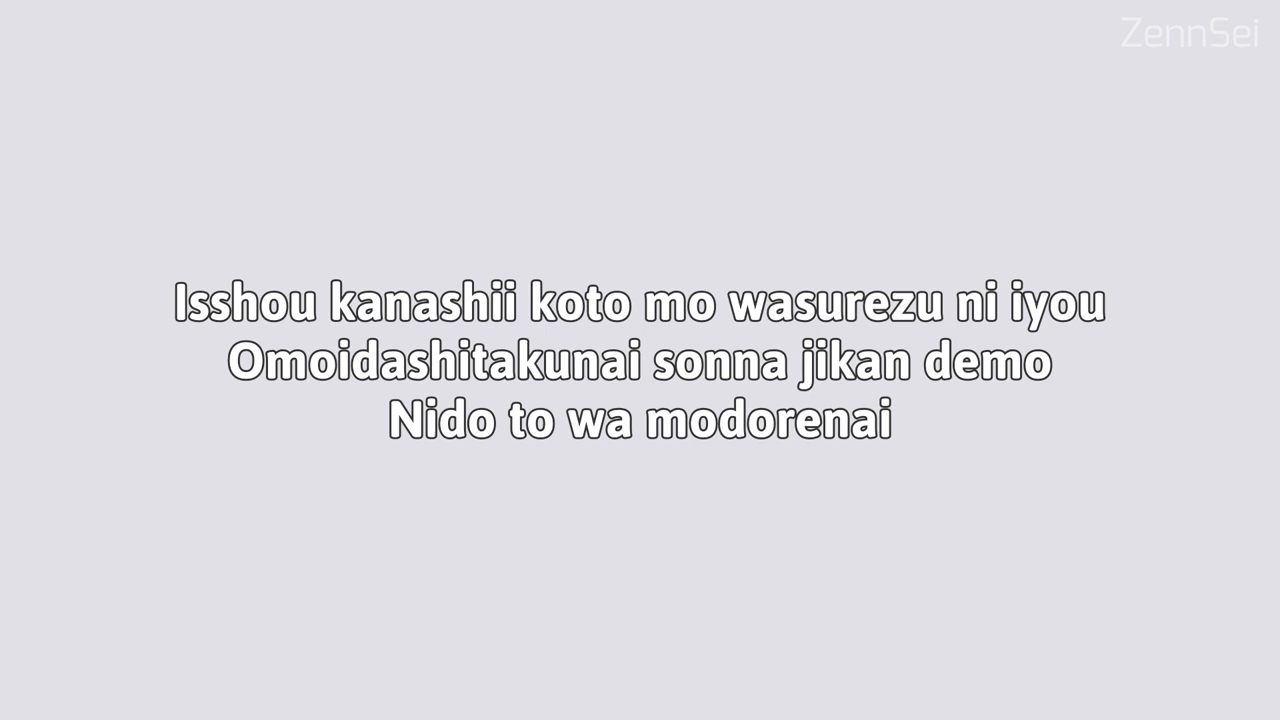 ZennSei
Isshou kanashii koto mo wasurezu ni iyou
Omoidashitakunai sonna jikan demo
Nido to wa modorenai